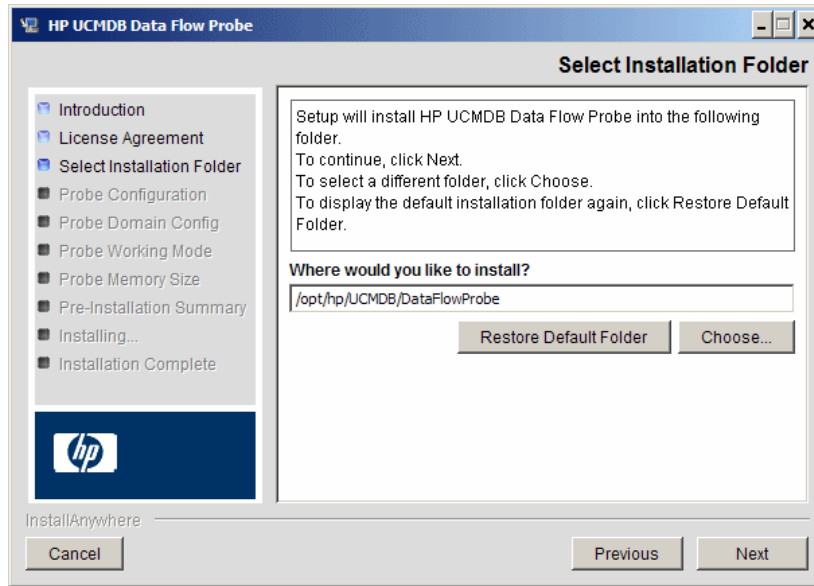 HP UCMDB Data Flow Probe
Select Installation Folder
Introduction
License Agreement
Select Installation Folder
Probe Configuration
Probe Domain Config
Probe Working Mode
Probe Memory Size
Pre-Installation Summary
Installing...
Installation Complete
hp
Setup will install HP UCMDB Data Flow Probe into the following
folder.
To continue, click Next.
To select a different folder, click Choose.
To display the default installation folder again, click Restore Default
Folder.
Where would you like to install?
/opt/hp/UCMDB/DataFlowProbe
Restore Default Folder
Choose...
InstallAnywhere
Cancel
Previous
Next